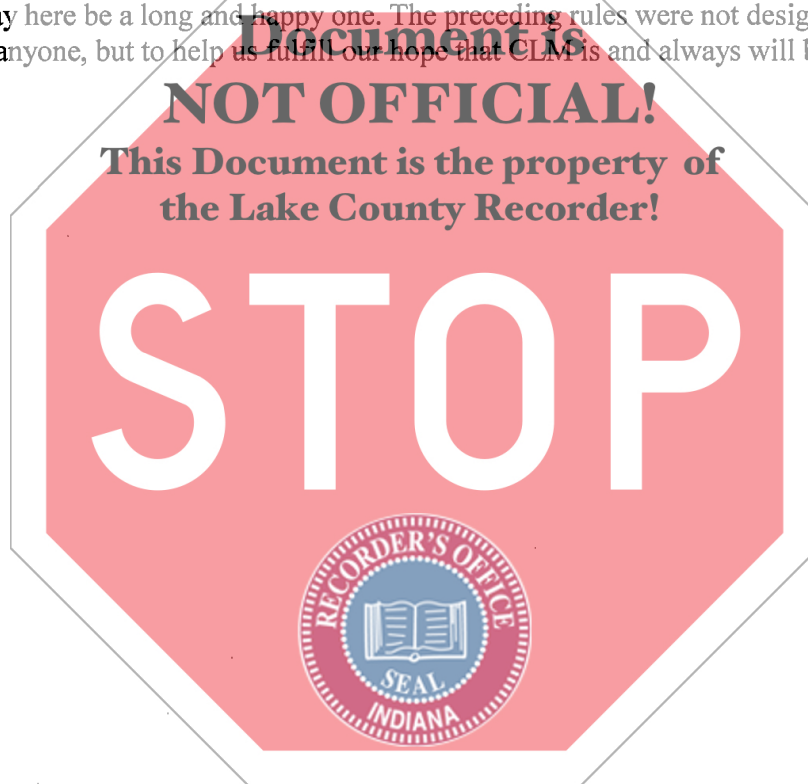 y here be a long and happy one. The preceding rules were not desig
anyone, but to help us fulfill our hope that CLM is and always will
Document is
NOT OFFICIAL!
This Document is the property of
the Lake County Recorder!
STOP
RECORDER'S OFFICE
SEAL
INDIANA